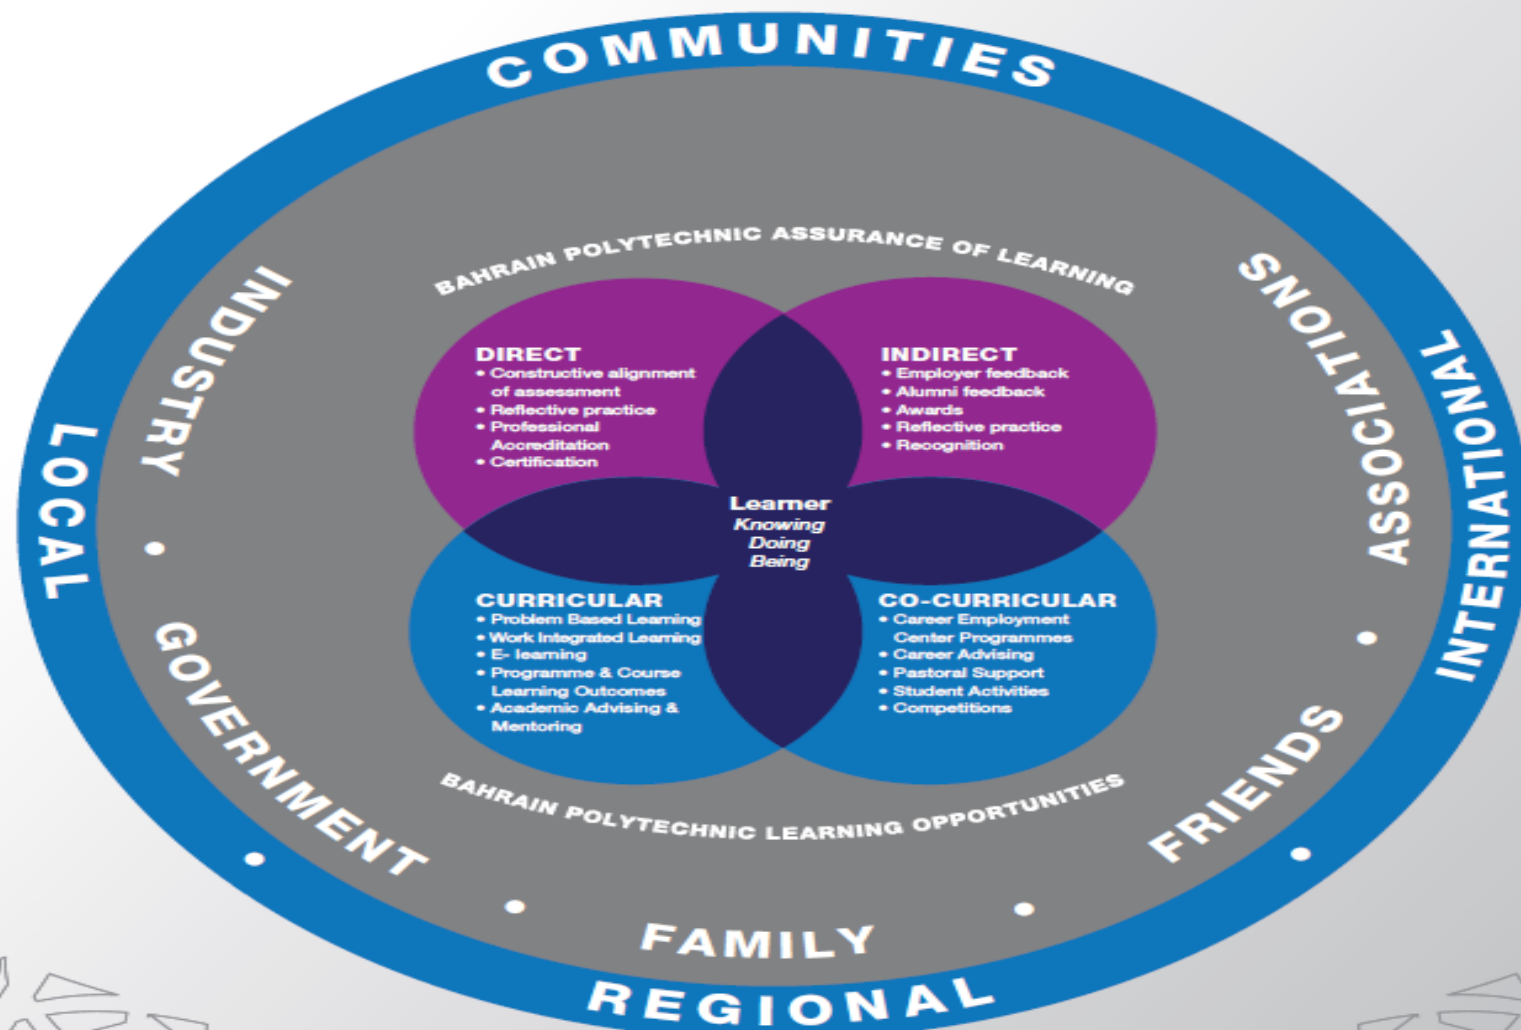 COMMUNITIES
BAHRAIN POLYTECHNIC ASSURANCE OF LEARNING
INDUSTRY
ASSOCIATIONS
LOCAL
INTERNATIONAL
DIRECT
• Constructive alignment
of assessment
• Reflective practice
• Professional
Accreditation
• Certification
INDIRECT
• Employer feedback
• Alumni feedback
• Awards
• Reflective practice
• Recognition
Learner
Knowing
Doing
Being
CURRICULAR
• Problem Based Learning
• Work Integrated Learning
• E- learning
• Programme & Course
Learning Outcomes
• Academic Advising &
Mentoring
CO-CURRICULAR
• Career Employment
Center Programmes
• Career Advising
• Pastoral Support
• Student Activities
• Competitions
GOVERNMENT
FRIENDS
BAHRAIN POLYTECHNIC LEARNING OPPORTUNITIES
FAMILY
REGIONAL